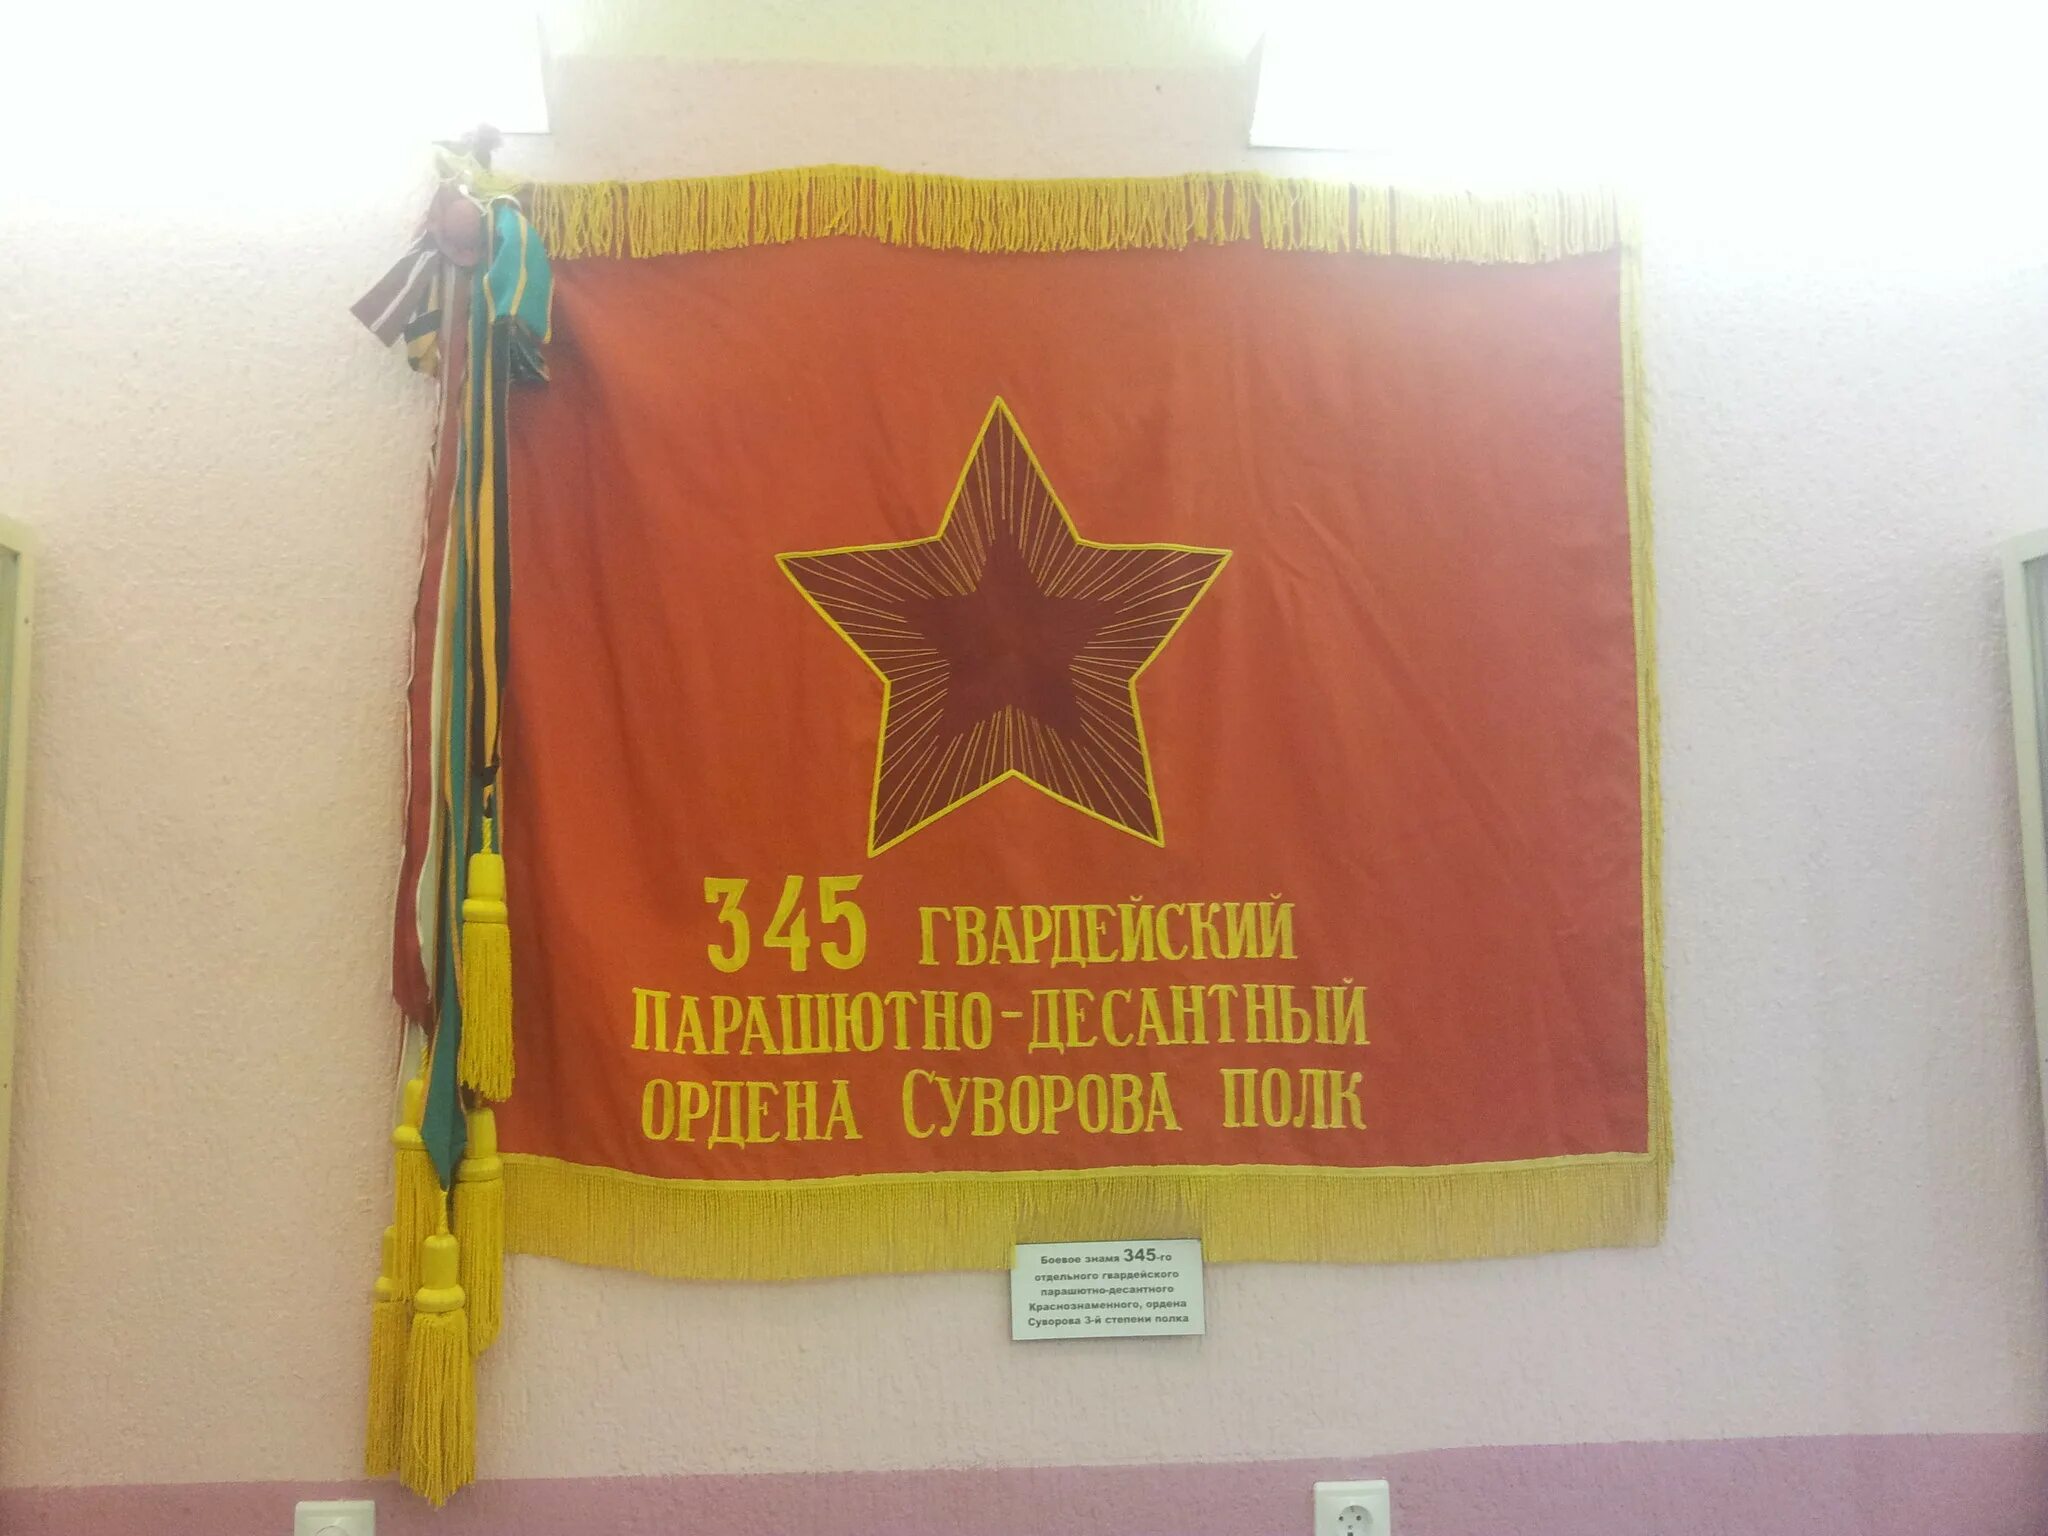 345 ГВАРДЕЙСКИЙ
ПАРАШЮТНО-ДЕСАНТНЫЙ
ОРДЕНА СУВОРОВА ПОЛК
Боевое знамя 345-го
отдельного гвардейского
парашютно-десантного
Краснознаменного, ордена
Суворова 3-й степени полка